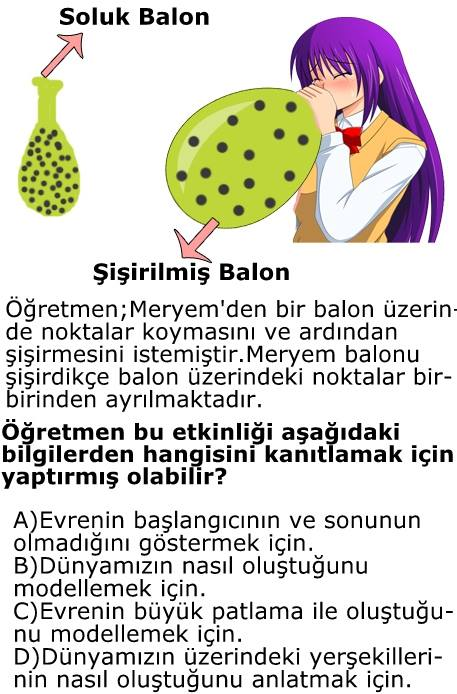 Soluk Balon
Şişirilmiş Balon
Öğretmen;Meryem'den bir balon üzerin-
de noktalar koymasını ve ardından
şişirmesini istemiştir.Meryem balonu
şişirdikçe balon üzerindeki noktalar bir-
birinden ayrılmaktadır.
Öğretmen bu etkinliği aşağıdaki
bilgilerden hangisini kanıtlamak için
yaptırmış olabilir?
A)Evrenin başlangıcının ve sonunun
olmadığını göstermek için.
B)Dünyamızın nasıl oluştuğunu
modellemek için.
C)Evrenin büyük patlama ile oluştuğu-
nu modellemek için.
D)Dünyamızın üzerindeki yerşekilleri-
nin nasıl oluştuğunu anlatmak için.